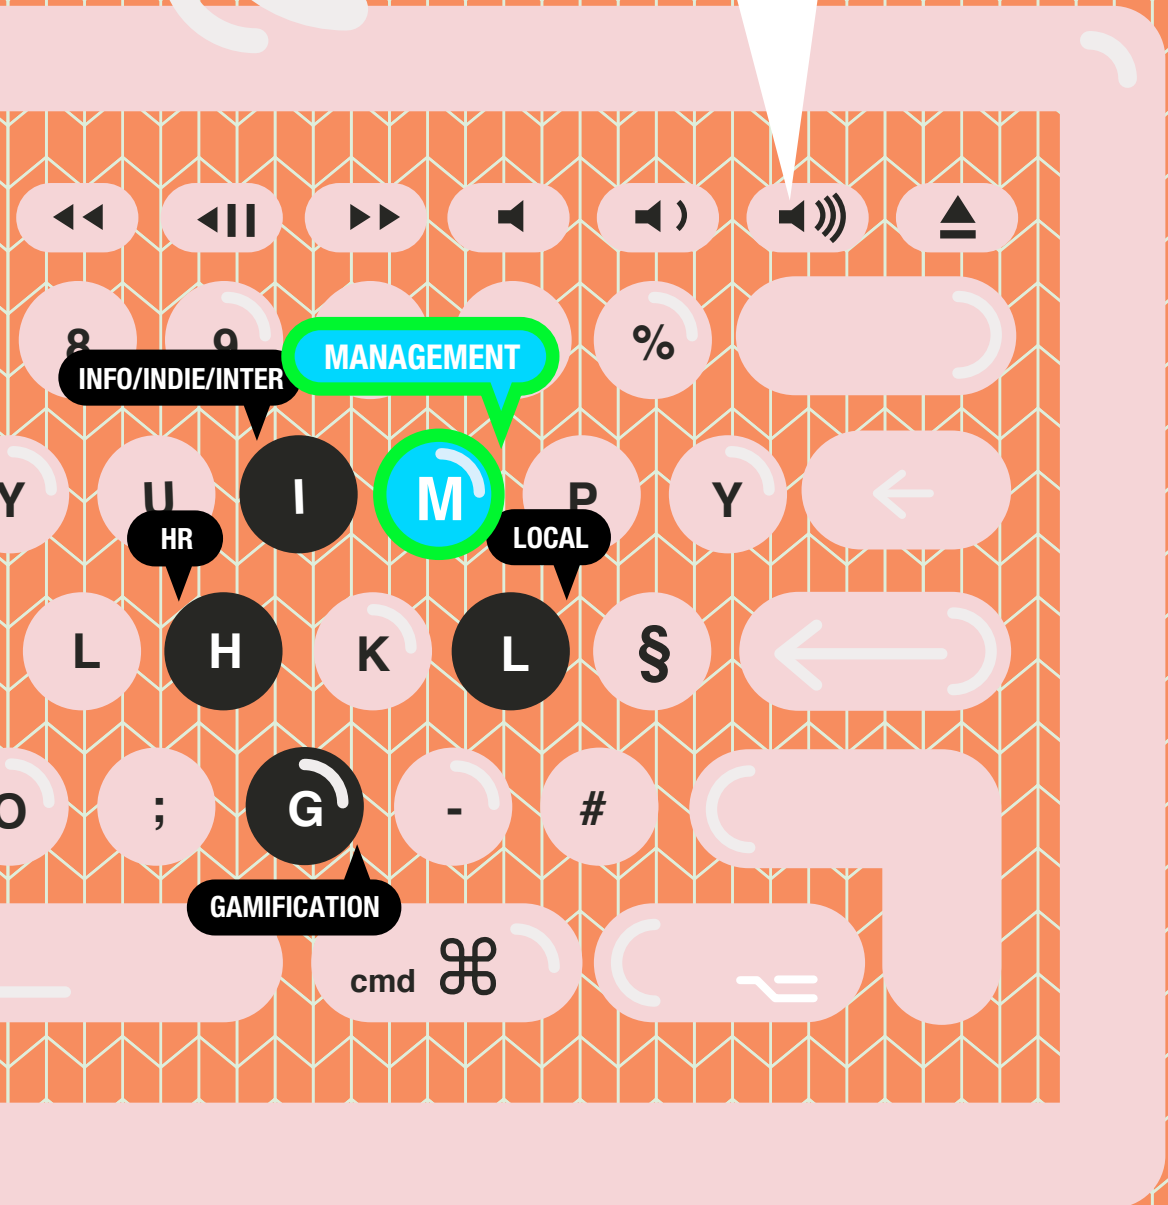 8 9 %
INFO/INDIE/INTER MANAGEMENT
Y U I M P Y
HR LOCAL
L H K L §
O ; G - #
GAMIFICATION
cmd ⌘ ⌥